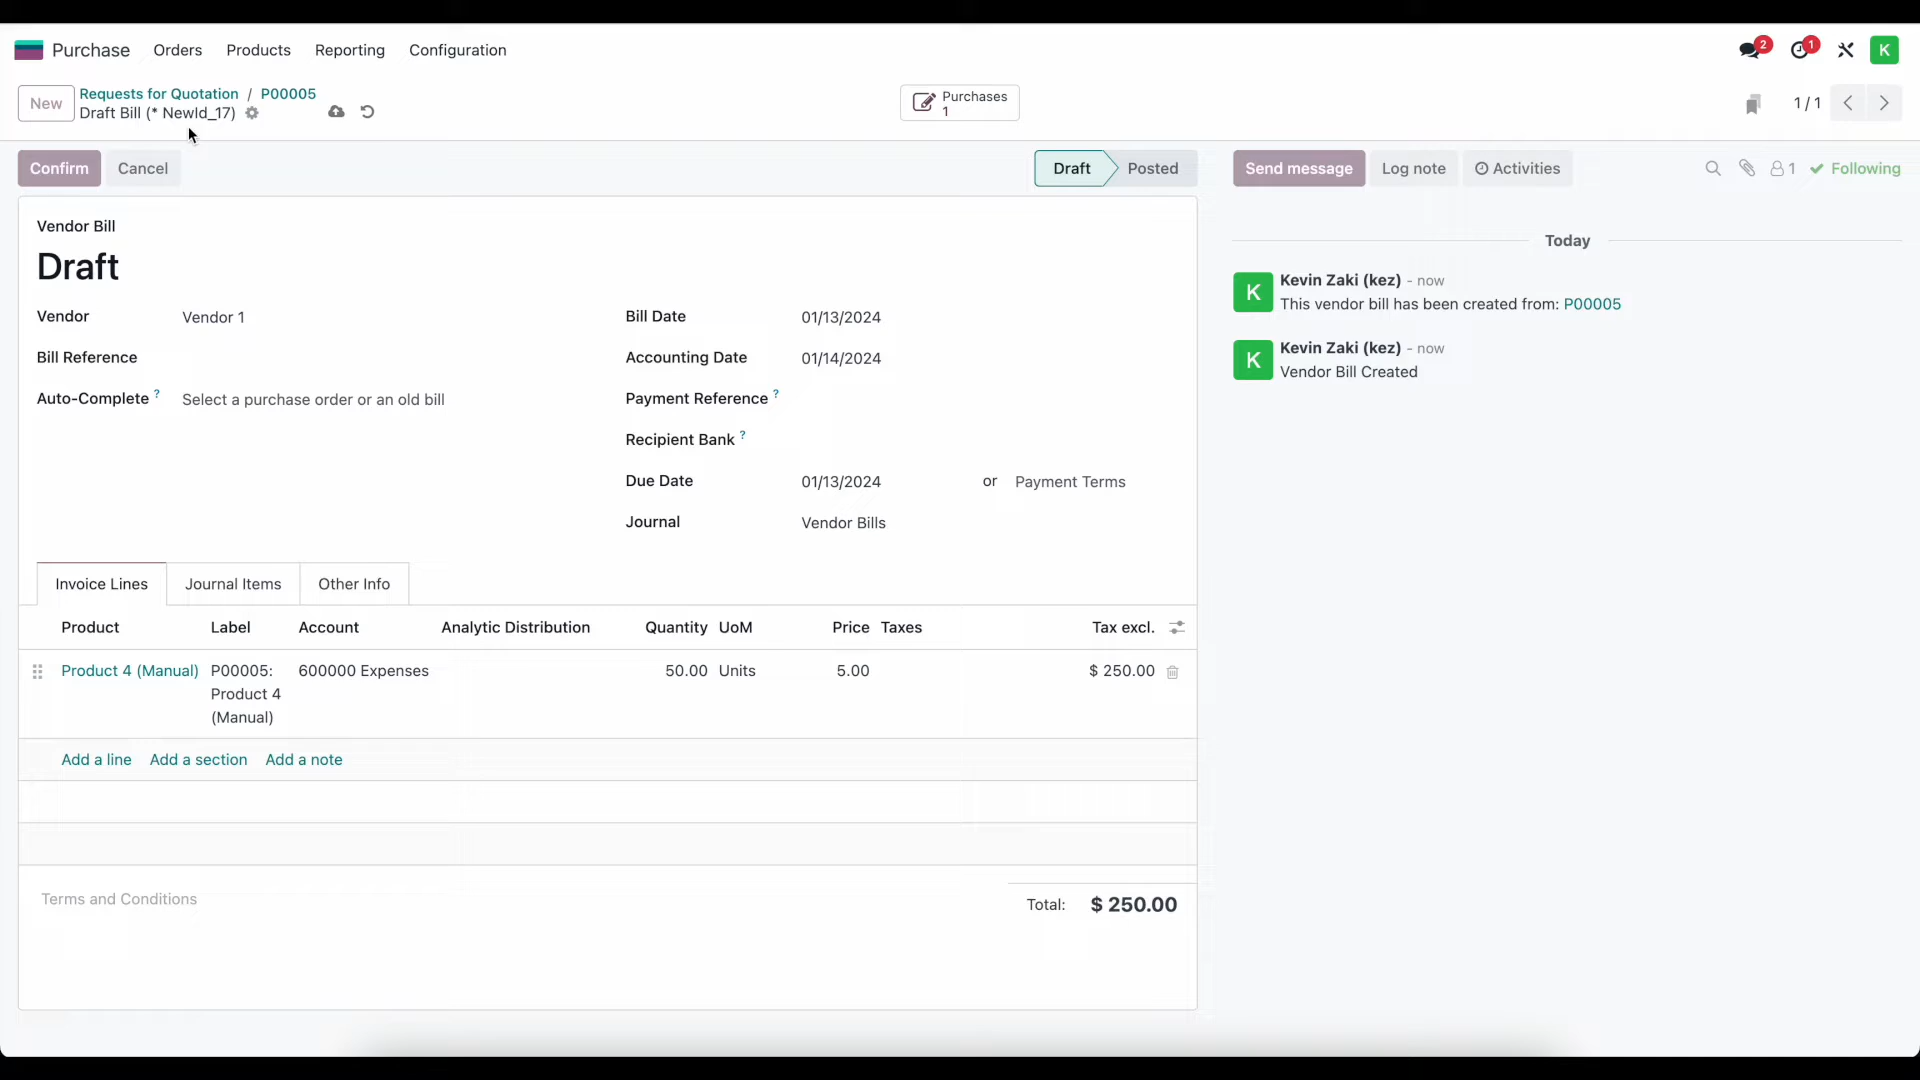 Purchase Orders Products Reporting Configuration 2 1 K
New Requests for Quotation / P00005
Draft Bill (* NewId_17)
Purchases
1
1 / 1
Confirm Cancel Draft Posted Send message Log note Activities 1 Following
Vendor Bill
Draft
Vendor Vendor 1
Bill Reference
Auto-Complete ? Select a purchase order or an old bill
Bill Date 01/13/2024
Accounting Date 01/14/2024
Payment Reference ?
Recipient Bank ?
Due Date 01/13/2024 or Payment Terms
Journal Vendor Bills
Invoice Lines Journal Items Other Info
Product Label Account Analytic Distribution Quantity UoM Price Taxes Tax excl.
Product 4 (Manual) P00005: 600000 Expenses 50.00 Units 5.00 $ 250.00
Product 4
(Manual)
Add a line Add a section Add a note
Terms and Conditions
Total: $ 250.00
Today
K Kevin Zaki (kez) - now
This vendor bill has been created from: P00005
K Kevin Zaki (kez) - now
Vendor Bill Created